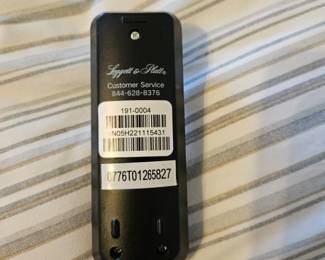 Leggett & Platt®
Customer Service
844-628-8376
191-0004
N05H221115431
0776T01265827